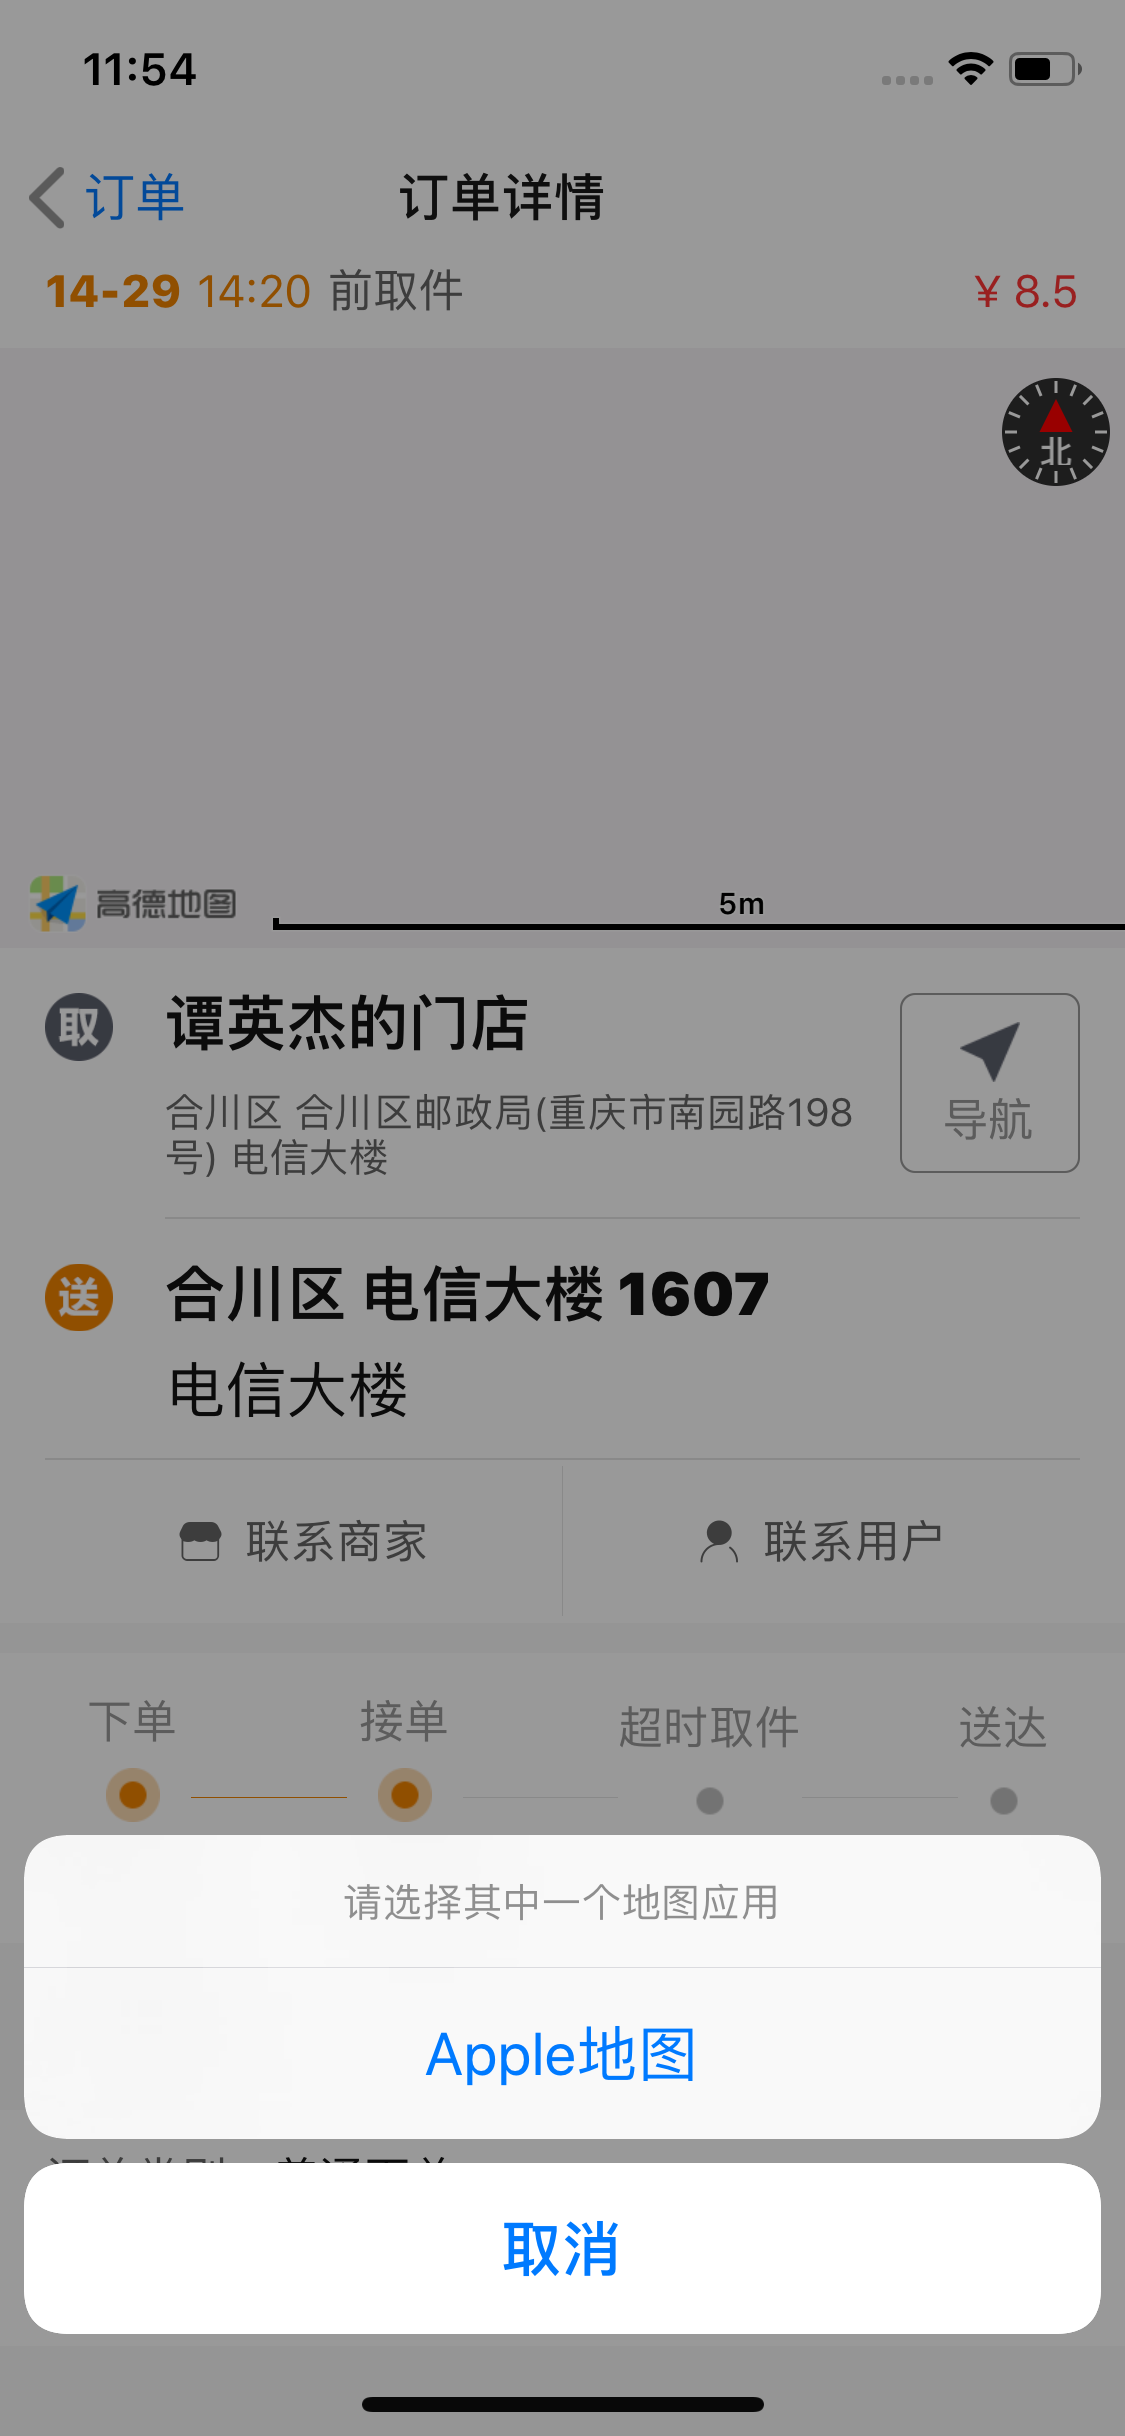 11:54
订单
订单详情
14-29 14:20 前取件
¥ 8.5
北
高德地图
5m
取
谭英杰的门店
合川区 合川区邮政局(重庆市南园路198
号) 电信大楼
导航
送
合川区 电信大楼 1607
电信大楼
联系商家
联系用户
下单
接单
超时取件
送达
请选择其中一个地图应用
Apple地图
取消